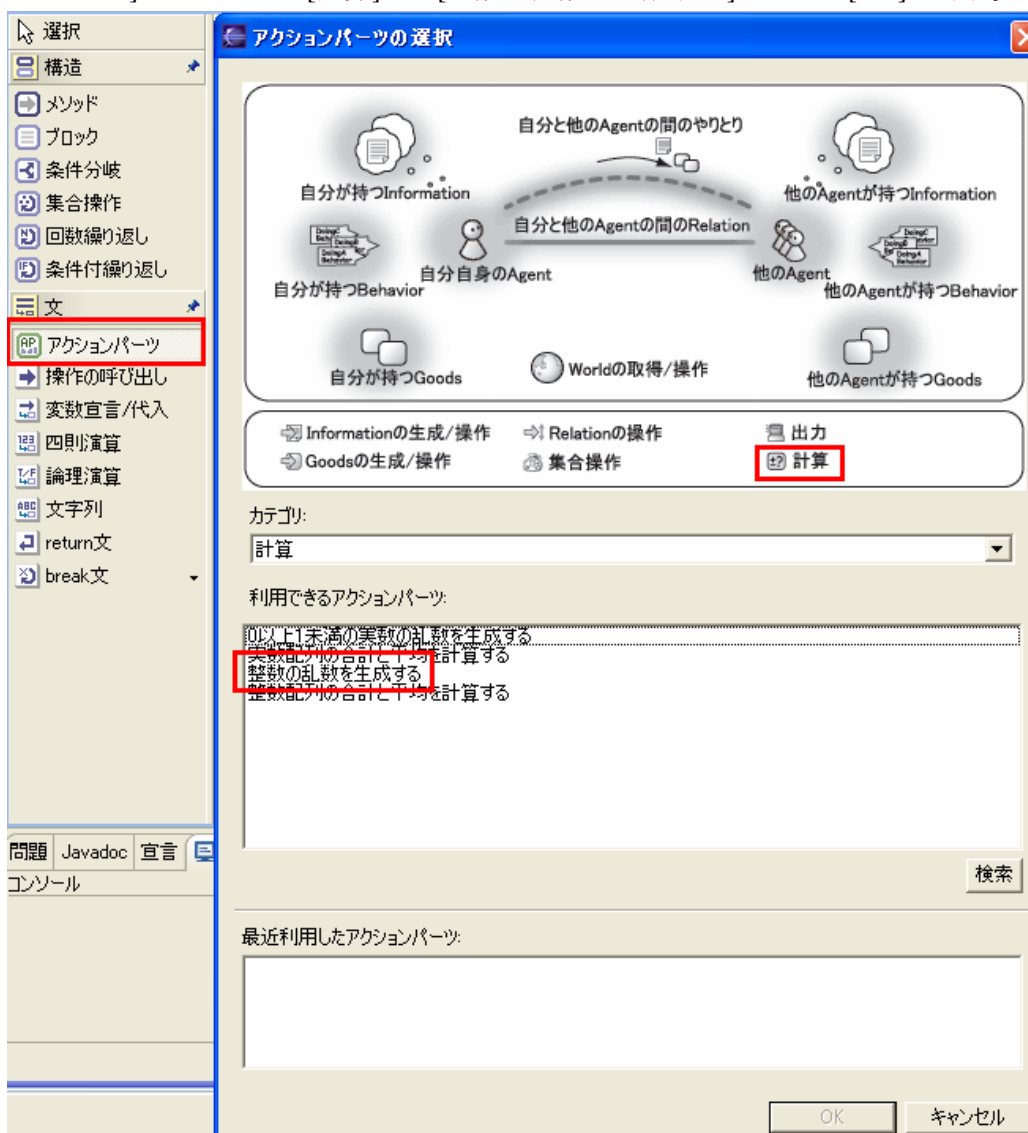 選択
構造
メソッド
ブロック
条件分岐
集合操作
回数繰り返し
条件付繰り返し
文
アクションパーツ
操作の呼び出し
変数宣言/代入
四則演算
論理演算
文字列
return文
break文
問題 Javadoc 宣言
コンソール
アクションパーツの選択
自分と他のAgentの間のやりとり
自分が持つInformation
他のAgentが持つInformation
自分と他のAgentの間のRelation
自分自身のAgent
他のAgent
自分が持つBehavior
他のAgentが持つBehavior
自分が持つGoods
Worldの取得/操作
他のAgentが持つGoods
Informationの生成/操作 Relationの操作 出力
Goodsの生成/操作 集合操作 計算
カテゴリ:
計算
利用できるアクションパーツ:
0以上1未満の実数の乱数を生成する
実数配列の合計と平均を計算する
整数の乱数を生成する
整数配列の合計と平均を計算する
検索
最近利用したアクションパーツ:
OK キャンセル